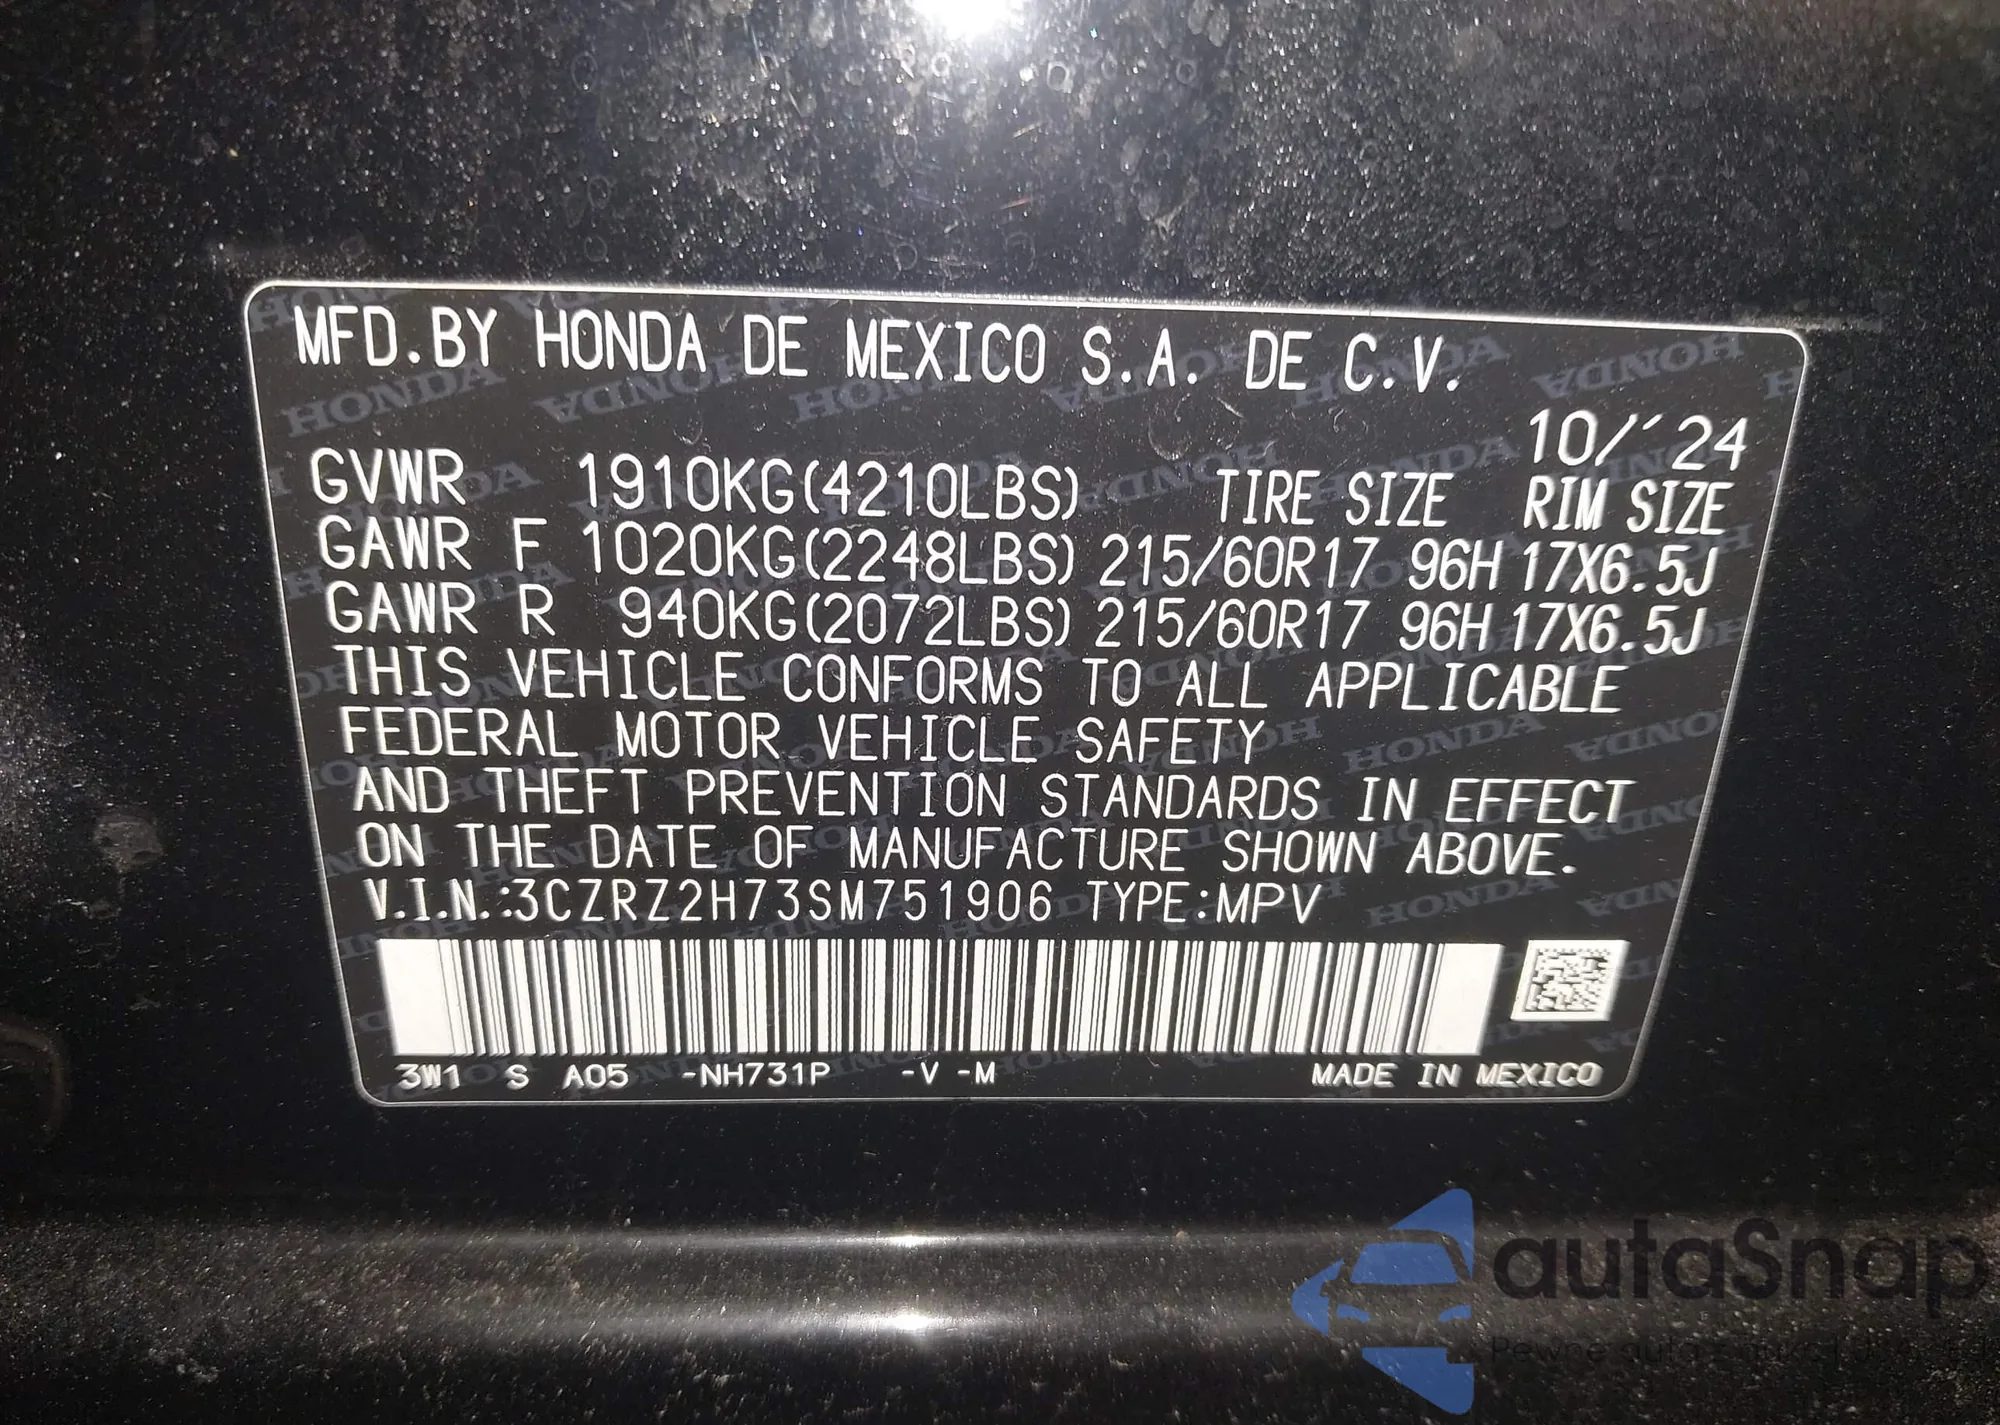 MFD.BY HONDA DE MEXICO S.A. DE C.V.
10/'24
GVWR 1910KG(4210LBS) TIRE SIZE RIM SIZE
GAWR F 1020KG(2248LBS) 215/60R17 96H 17X6.5J
GAWR R 940KG(2072LBS) 215/60R17 96H 17X6.5J
THIS VEHICLE CONFORMS TO ALL APPLICABLE
FEDERAL MOTOR VEHICLE SAFETY
AND THEFT PREVENTION STANDARDS IN EFFECT
ON THE DATE OF MANUFACTURE SHOWN ABOVE.
V.I.N.:3CZRZ2H73SM751906 TYPE:MPV
3W1 S A05 -NH731P -V -M MADE IN MEXICO
autaSnap
Pewne auta z